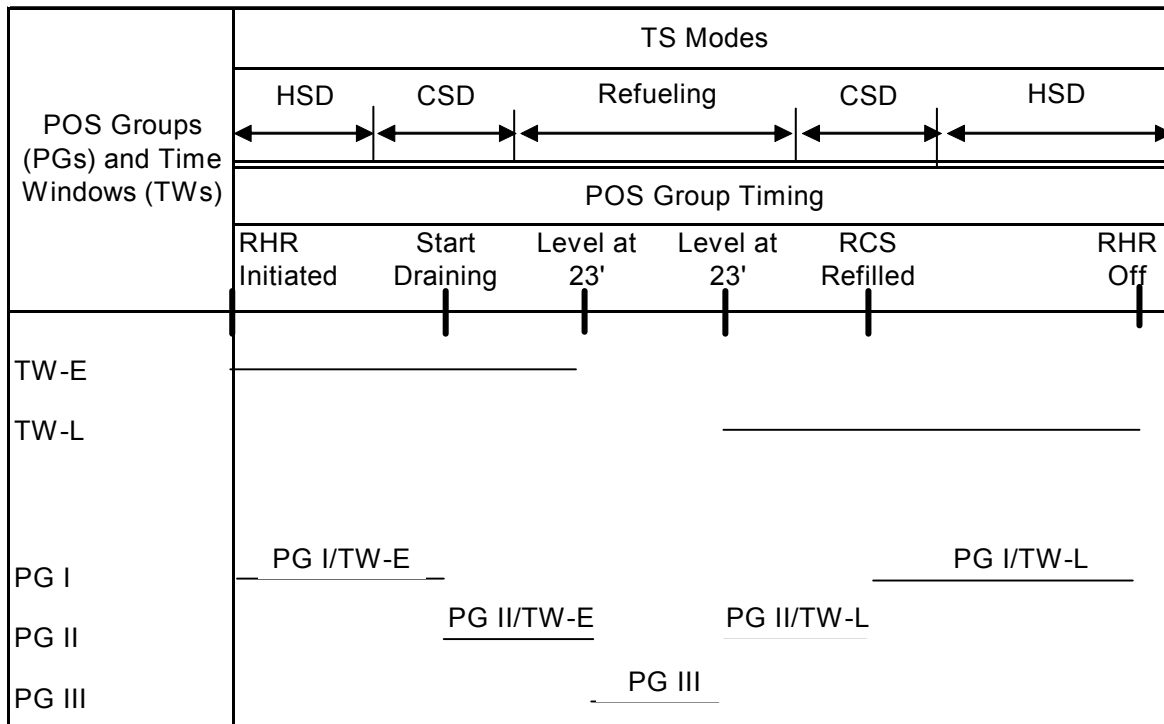 POS Groups
(PGs) and Time
Windows (TWs)
TS Modes
HSD CSD Refueling CSD HSD
POS Group Timing
RHR Initiated
Start Draining
Level at 23'
Level at 23'
RCS Refilled
RHR Off
TW-E
TW-L
PG I
PG I/TW-E
PG I/TW-L
PG II
PG II/TW-E
PG II/TW-L
PG III
PG III